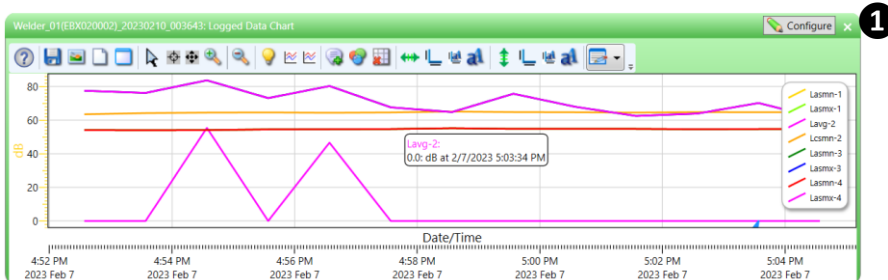 Welder_01(EBX020002)_20230210_003643: Logged Data Chart
Configure
1
80
60
40
20
0
dB
Lasmn-1
Lasmx-1
Lavg-2
Lcsmn-2
Lasmn-3
Lasmx-3
Lasmn-4
Lasmx-4
Lavg-2:
0.0: dB at 2/7/2023 5:03:34 PM
Date/Time
4:52 PM 4:54 PM 4:56 PM 4:58 PM 5:00 PM 5:02 PM 5:04 PM
2023 Feb 7 2023 Feb 7 2023 Feb 7 2023 Feb 7 2023 Feb 7 2023 Feb 7 2023 Feb 7